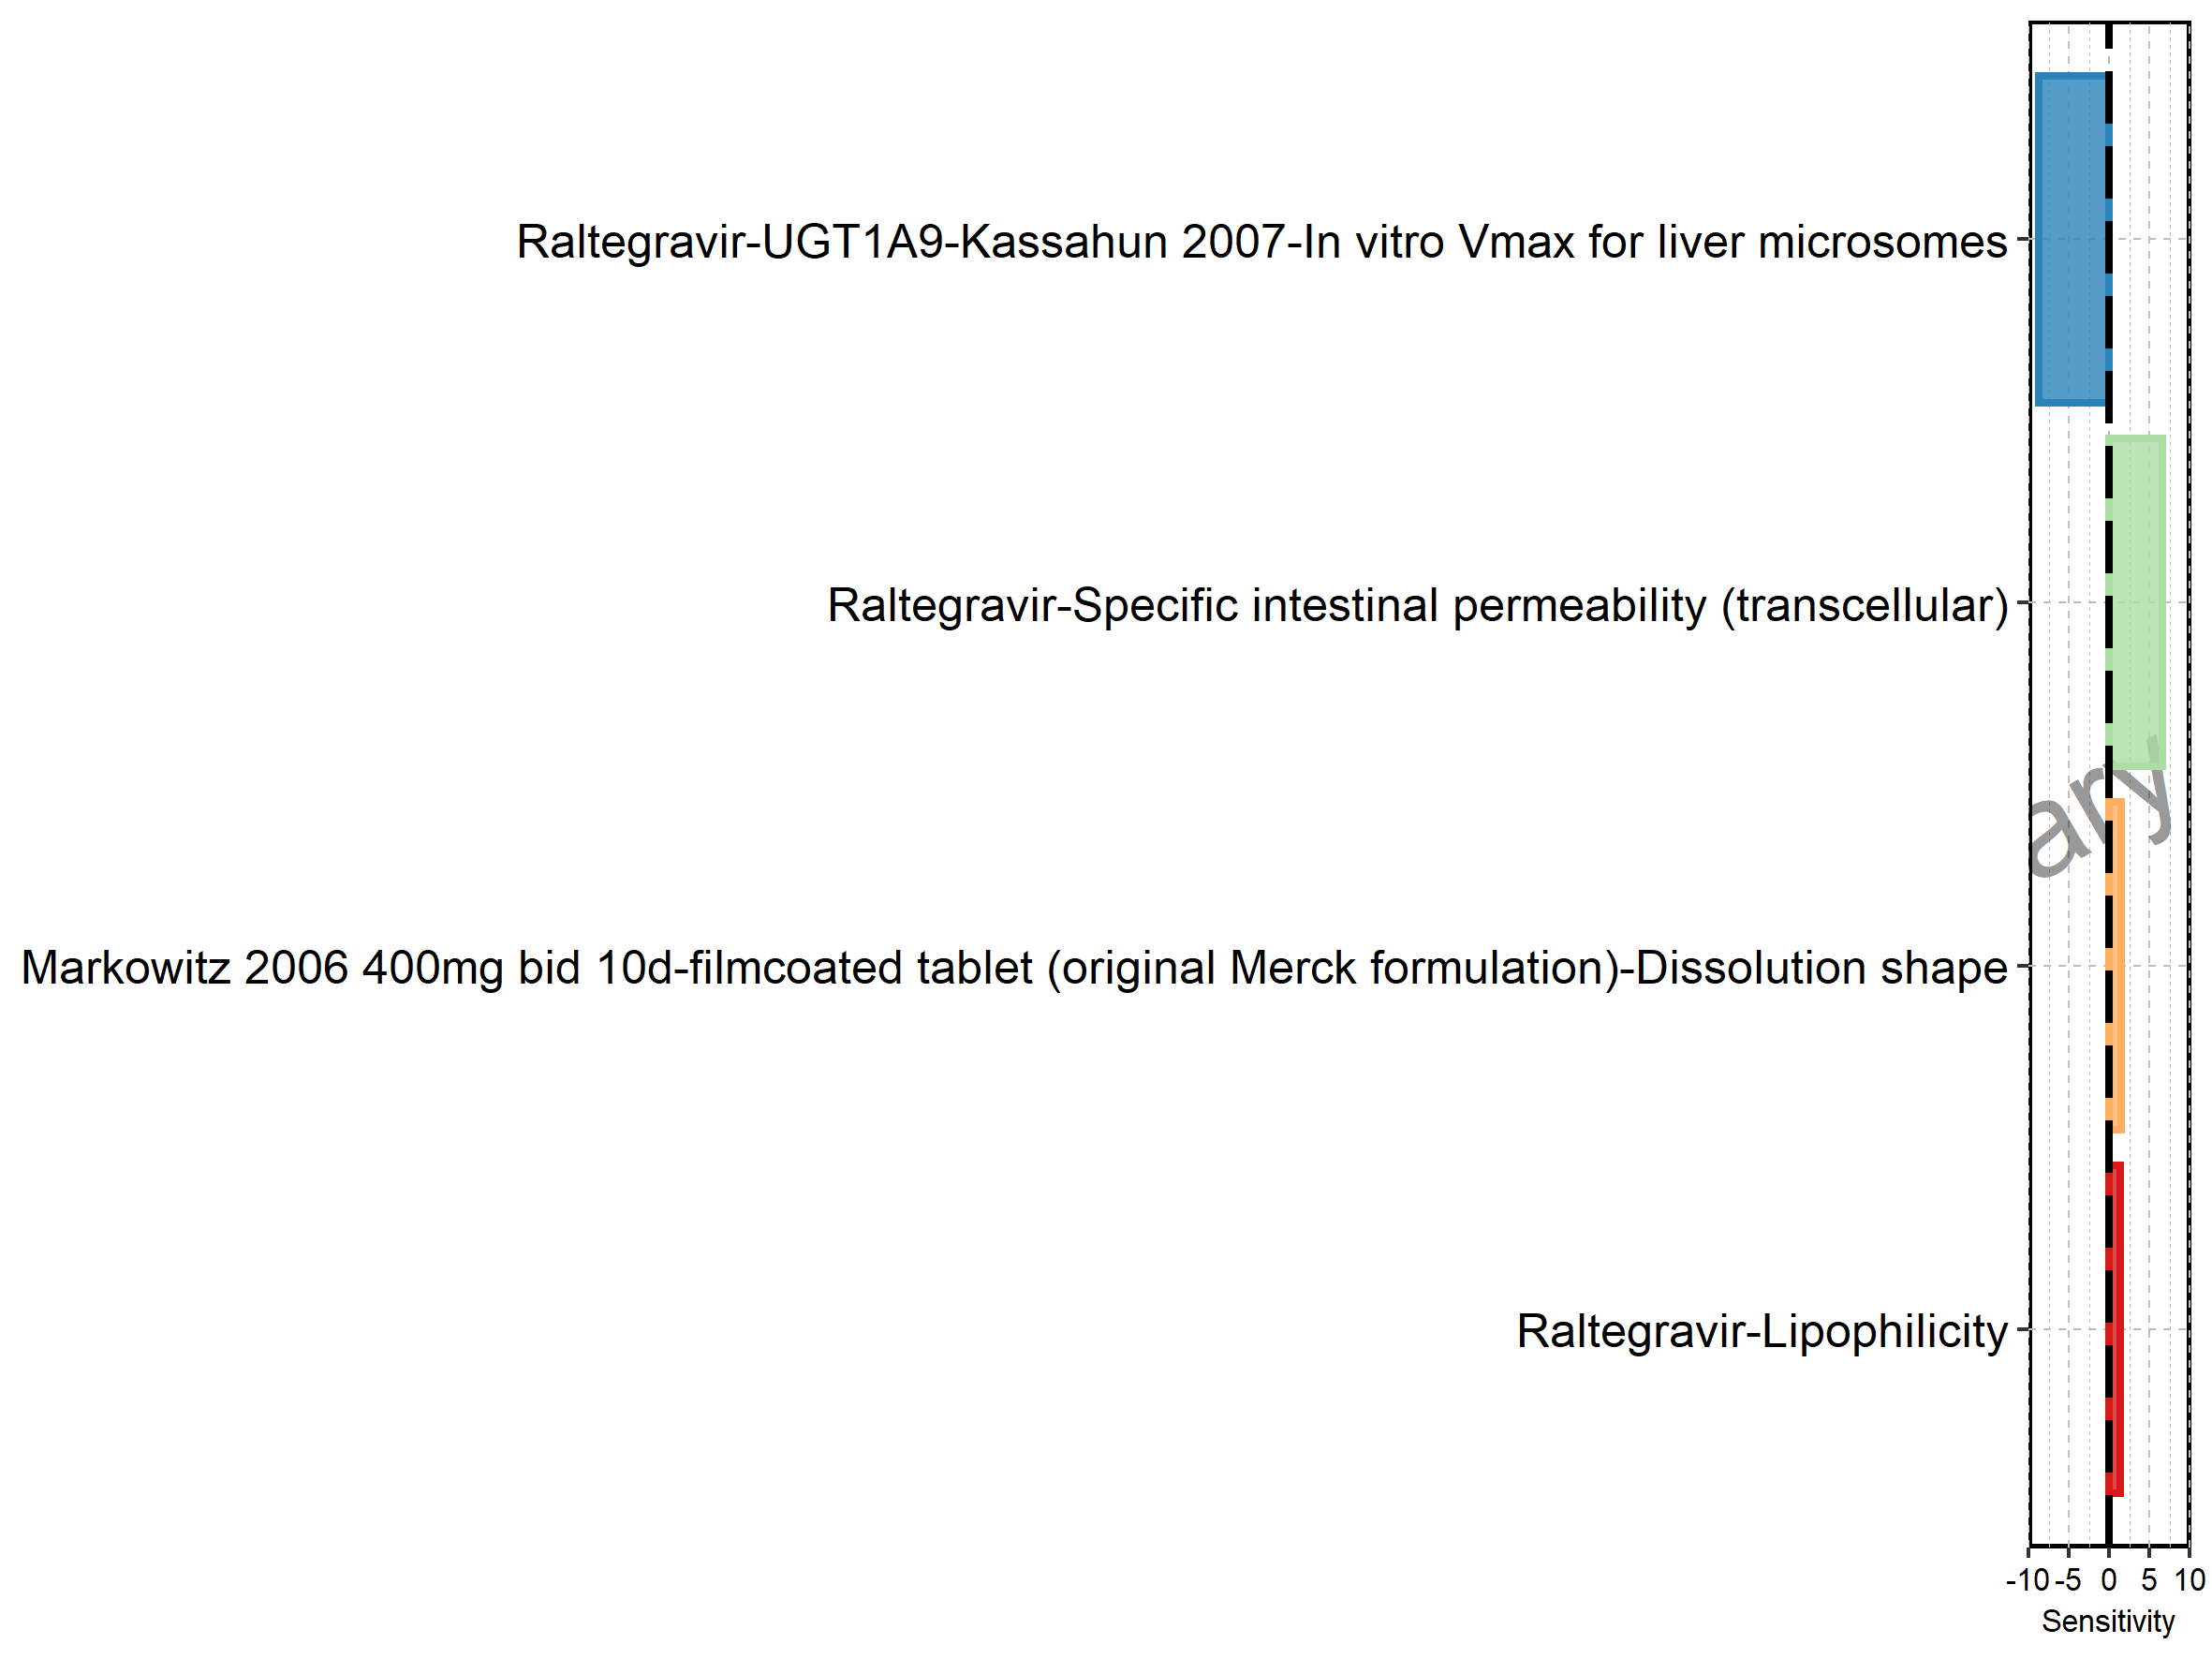 Raltegravir-UGT1A9-Kassahun 2007-In vitro Vmax for liver microsomes
Raltegravir-Specific intestinal permeability (transcellular)
ary
Markowitz 2006 400mg bid 10d-filmcoated tablet (original Merck formulation)-Dissolution shape
Raltegravir-Lipophilicity
-10 -5 0 5 10
Sensitivity